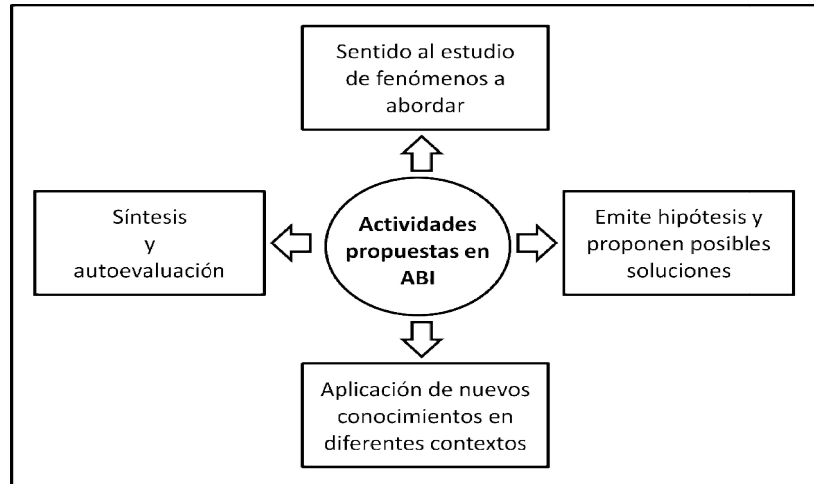 Sentido al estudio
de fenómenos a
abordar
Síntesis
y
autoevaluación
Actividades
propuestas en
ABI
Emite hipótesis y
proponen posibles
soluciones
Aplicación de nuevos
conocimientos en
diferentes contextos